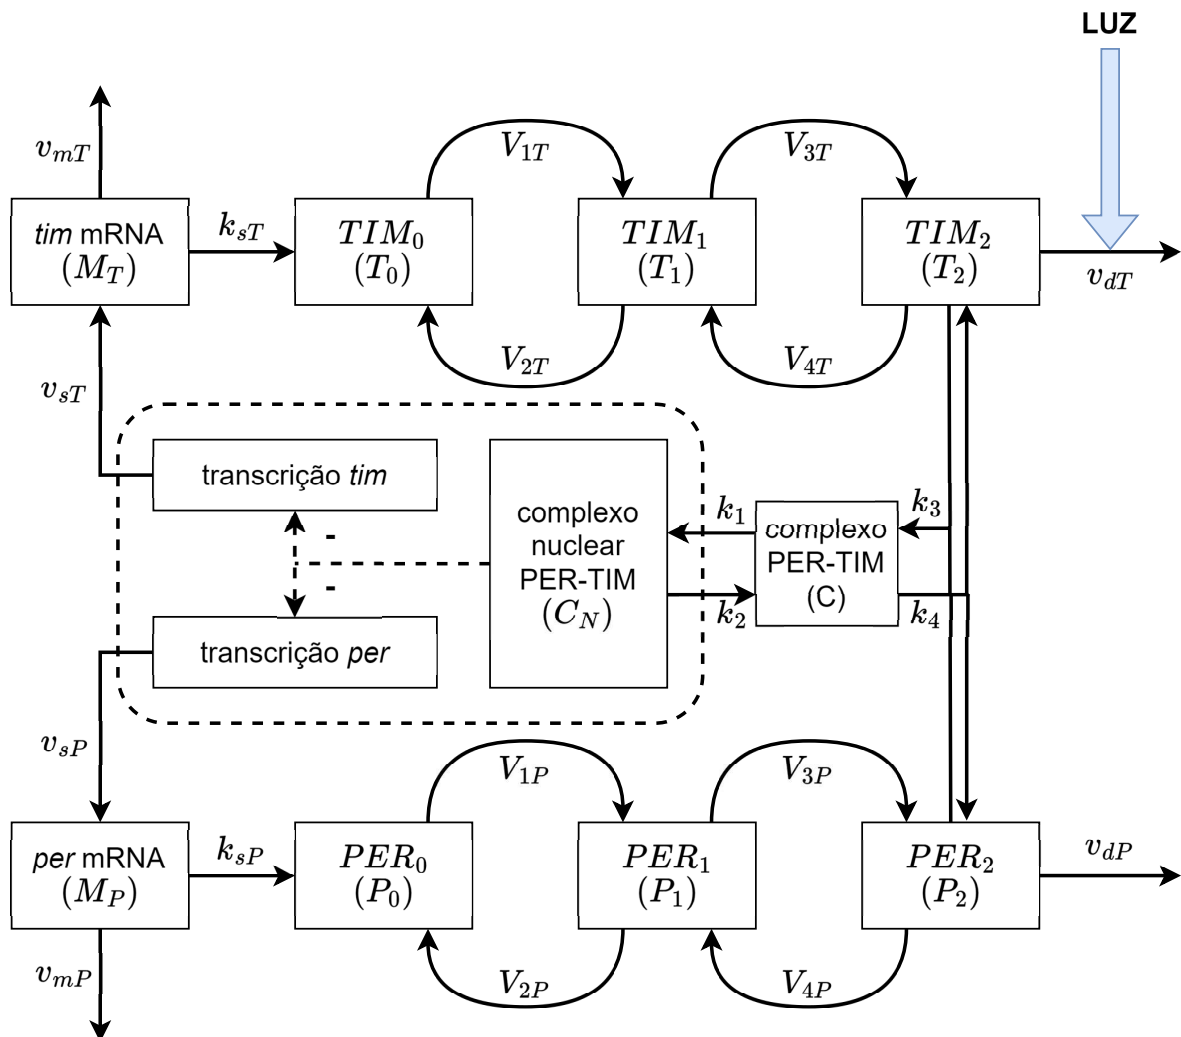 LUZ
v_{mT}
V_{1T}
V_{3T}
tim mRNA
(M_T)
k_{sT}
TIM_0
(T_0)
TIM_1
(T_1)
TIM_2
(T_2)
v_{dT}
V_{2T}
V_{4T}
v_{sT}
transcrição tim
-
-
transcrição per
complexo
nuclear
PER-TIM
(C_N)
k_1
k_2
complexo
PER-TIM
(C)
k_3
k_4
v_{sP}
V_{1P}
V_{3P}
per mRNA
(M_P)
k_{sP}
PER_0
(P_0)
PER_1
(P_1)
PER_2
(P_2)
v_{dP}
v_{mP}
V_{2P}
V_{4P}